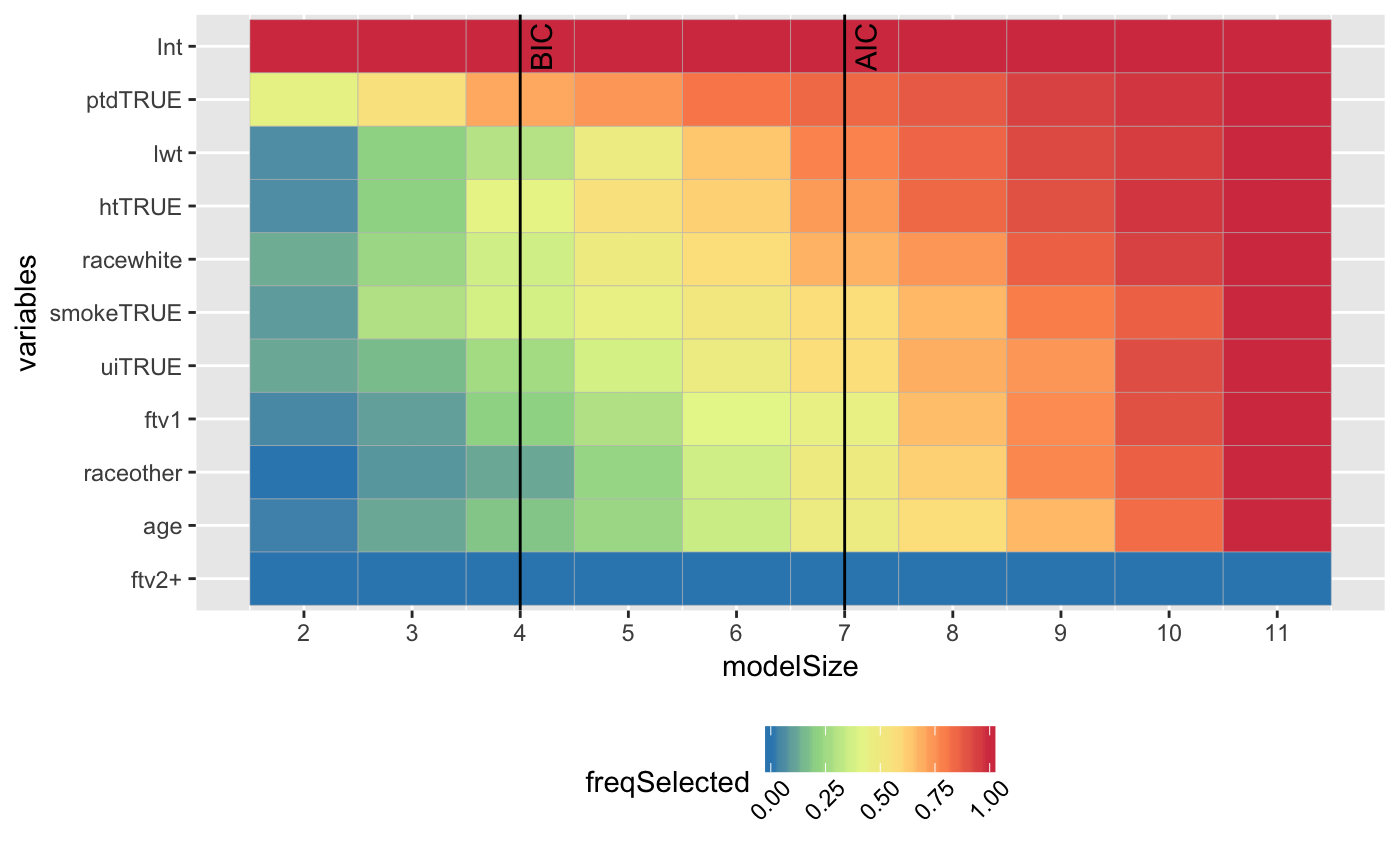 BIC
AIC
Int
ptdTRUE
lwt
htTRUE
racewhite
smokeTRUE
uiTRUE
ftv1
raceother
age
ftv2+
variables
2 3 4 5 6 7 8 9 10 11
modelSize
freqSelected
0.00 0.25 0.50 0.75 1.00